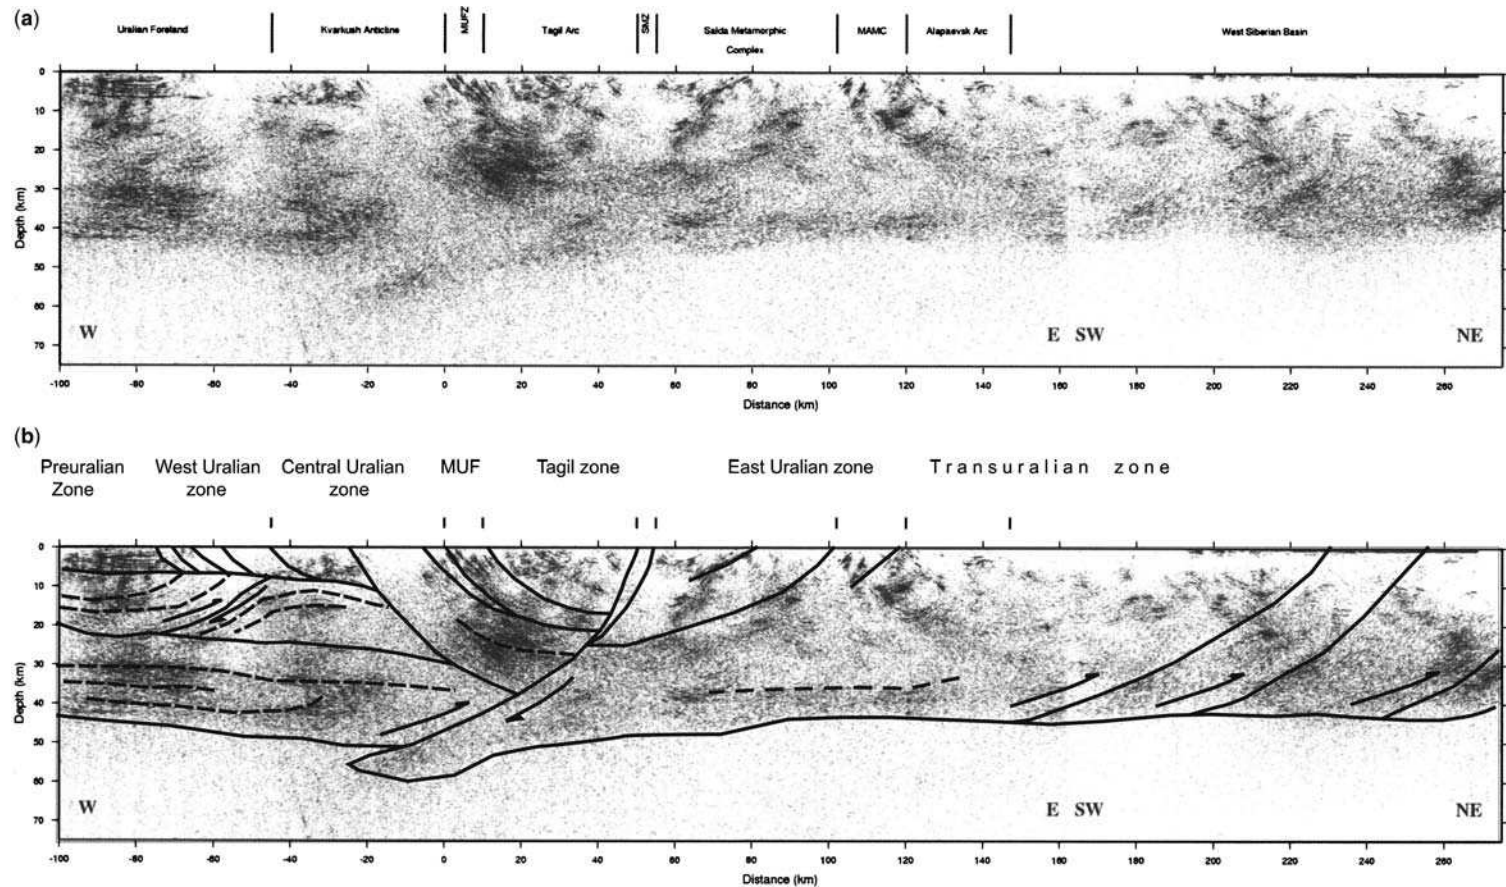 (a)
Uralian Foreland
Kvarkush Anticline
MUFZ
Tagil Arc
SMZ
Salda Metamorphic
Complex
MAMC
Alapaevsk Arc
West Siberian Basin
0
10
20
30
40
50
60
70
Depth (km)
W
E SW
NE
-100 -80 -60 -40 -20 0 20 40 60 80 100 120 140 160 180 200 220 240 260
Distance (km)
(b)
Preuralian
Zone
West Uralian
zone
Central Uralian
zone
MUF
Tagil zone
East Uralian zone
Transuralian zone
0
10
20
30
40
50
60
70
Depth (km)
W
E SW
NE
-100 -80 -60 -40 -20 0 20 40 60 80 100 120 140 160 180 200 220 240 260
Distance (km)